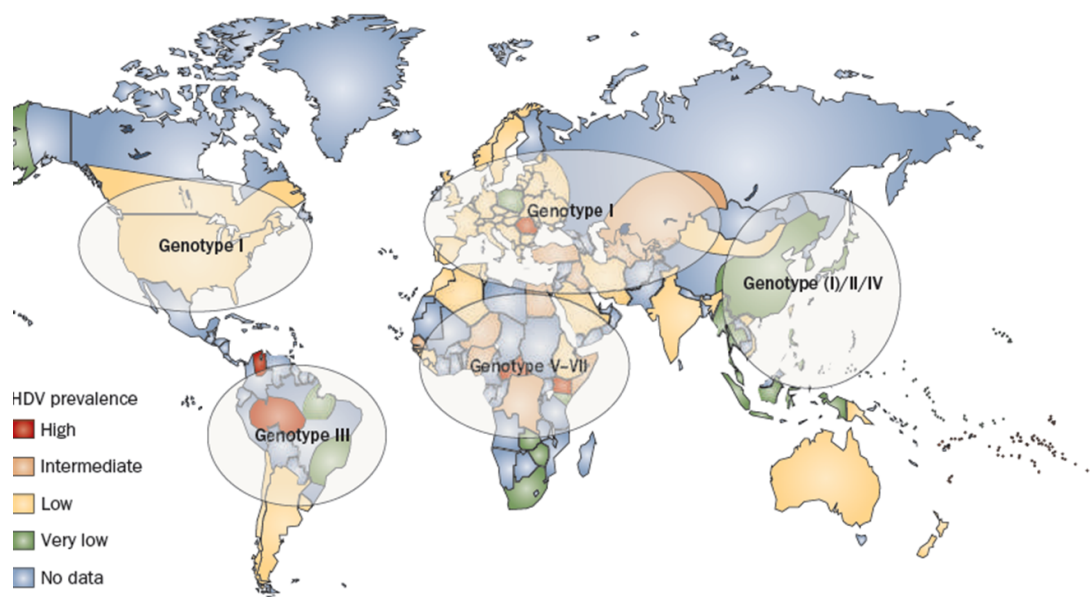 Genotype I
Genotype I
Genotype (I)/II/IV
Genotype V–VII
Genotype III
HDV prevalence
High
Intermediate
Low
Very low
No data